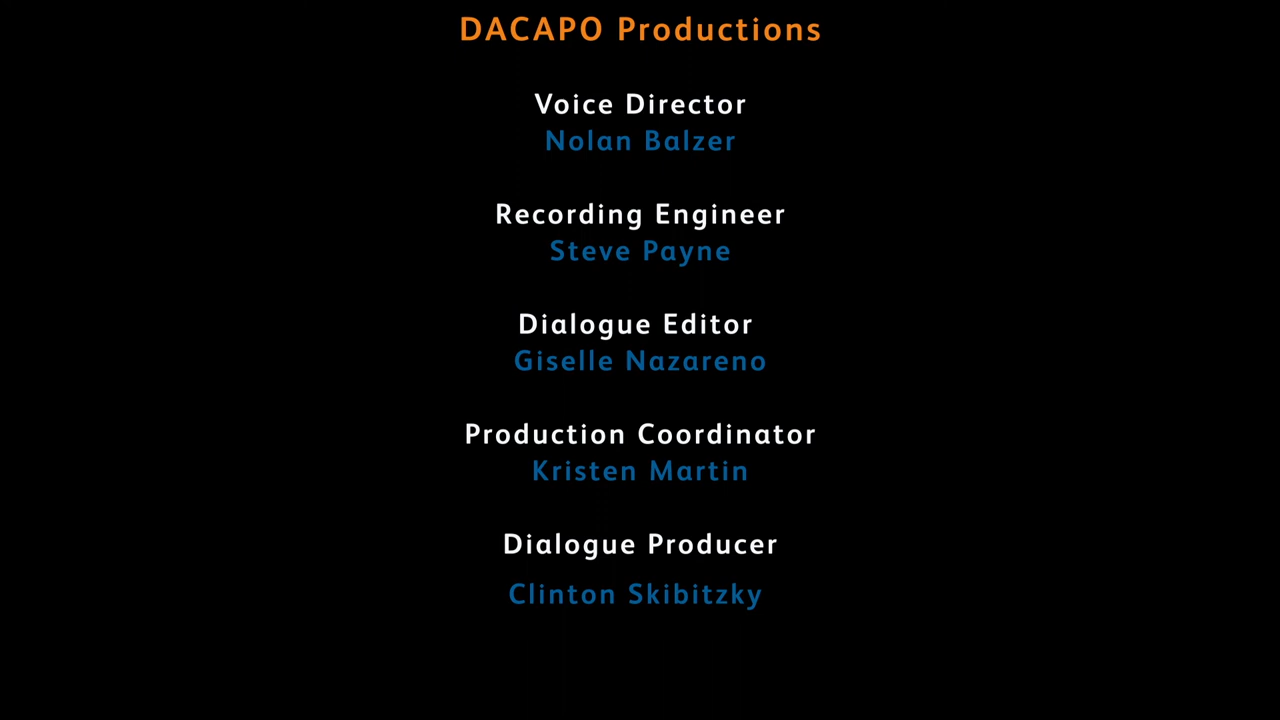 DACAPO Productions
Voice Director
Nolan Balzer
Recording Engineer
Steve Payne
Dialogue Editor
Giselle Nazareno
Production Coordinator
Kristen Martin
Dialogue Producer
Clinton Skibitzky